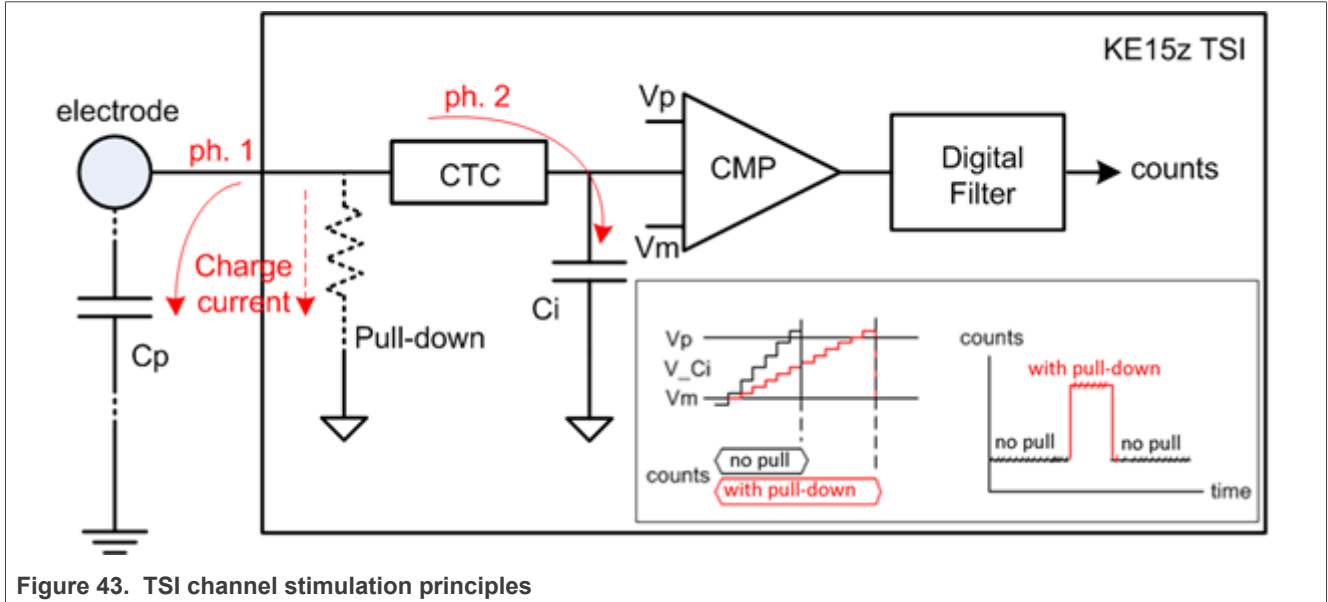 KE15z TSI
electrode
ph. 1
ph. 2
Vp
CTC
CMP
Digital
Filter
counts
Vm
Charge
current
Ci
Pull-down
Cp
Vp
V_Ci
Vm
counts
no pull
with pull-down
counts
with pull-down
no pull
no pull
time
Figure 43. TSI channel stimulation principles